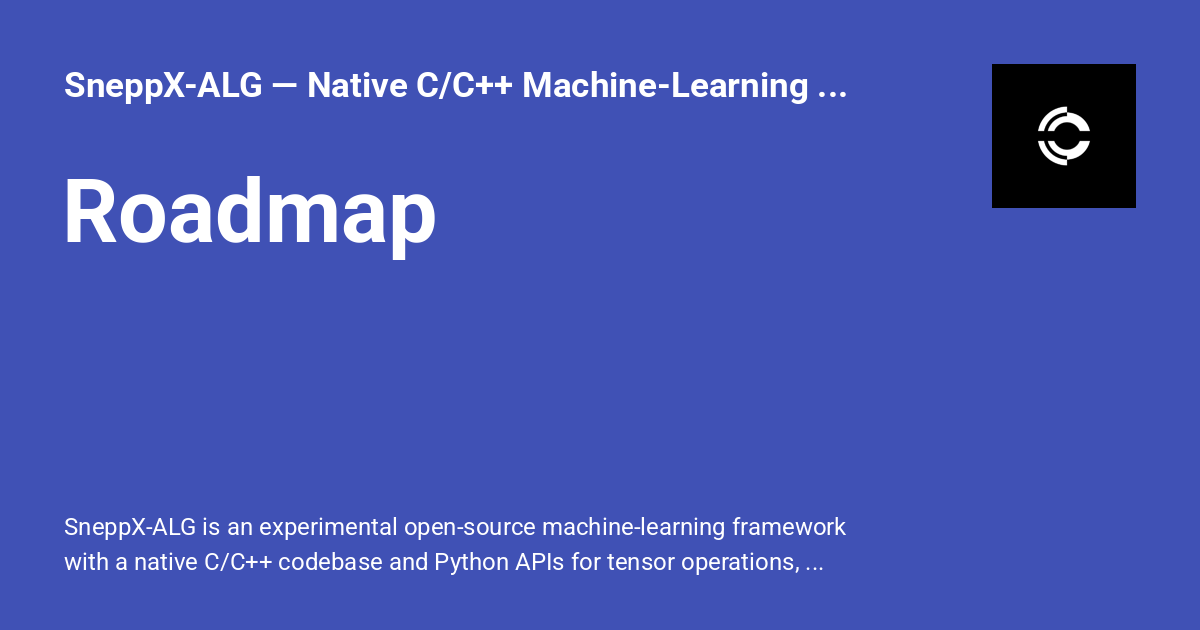 SneppX-ALG — Native C/C++ Machine-Learning ...
Roadmap
SneppX-ALG is an experimental open-source machine-learning framework
with a native C/C++ codebase and Python APIs for tensor operations, ...